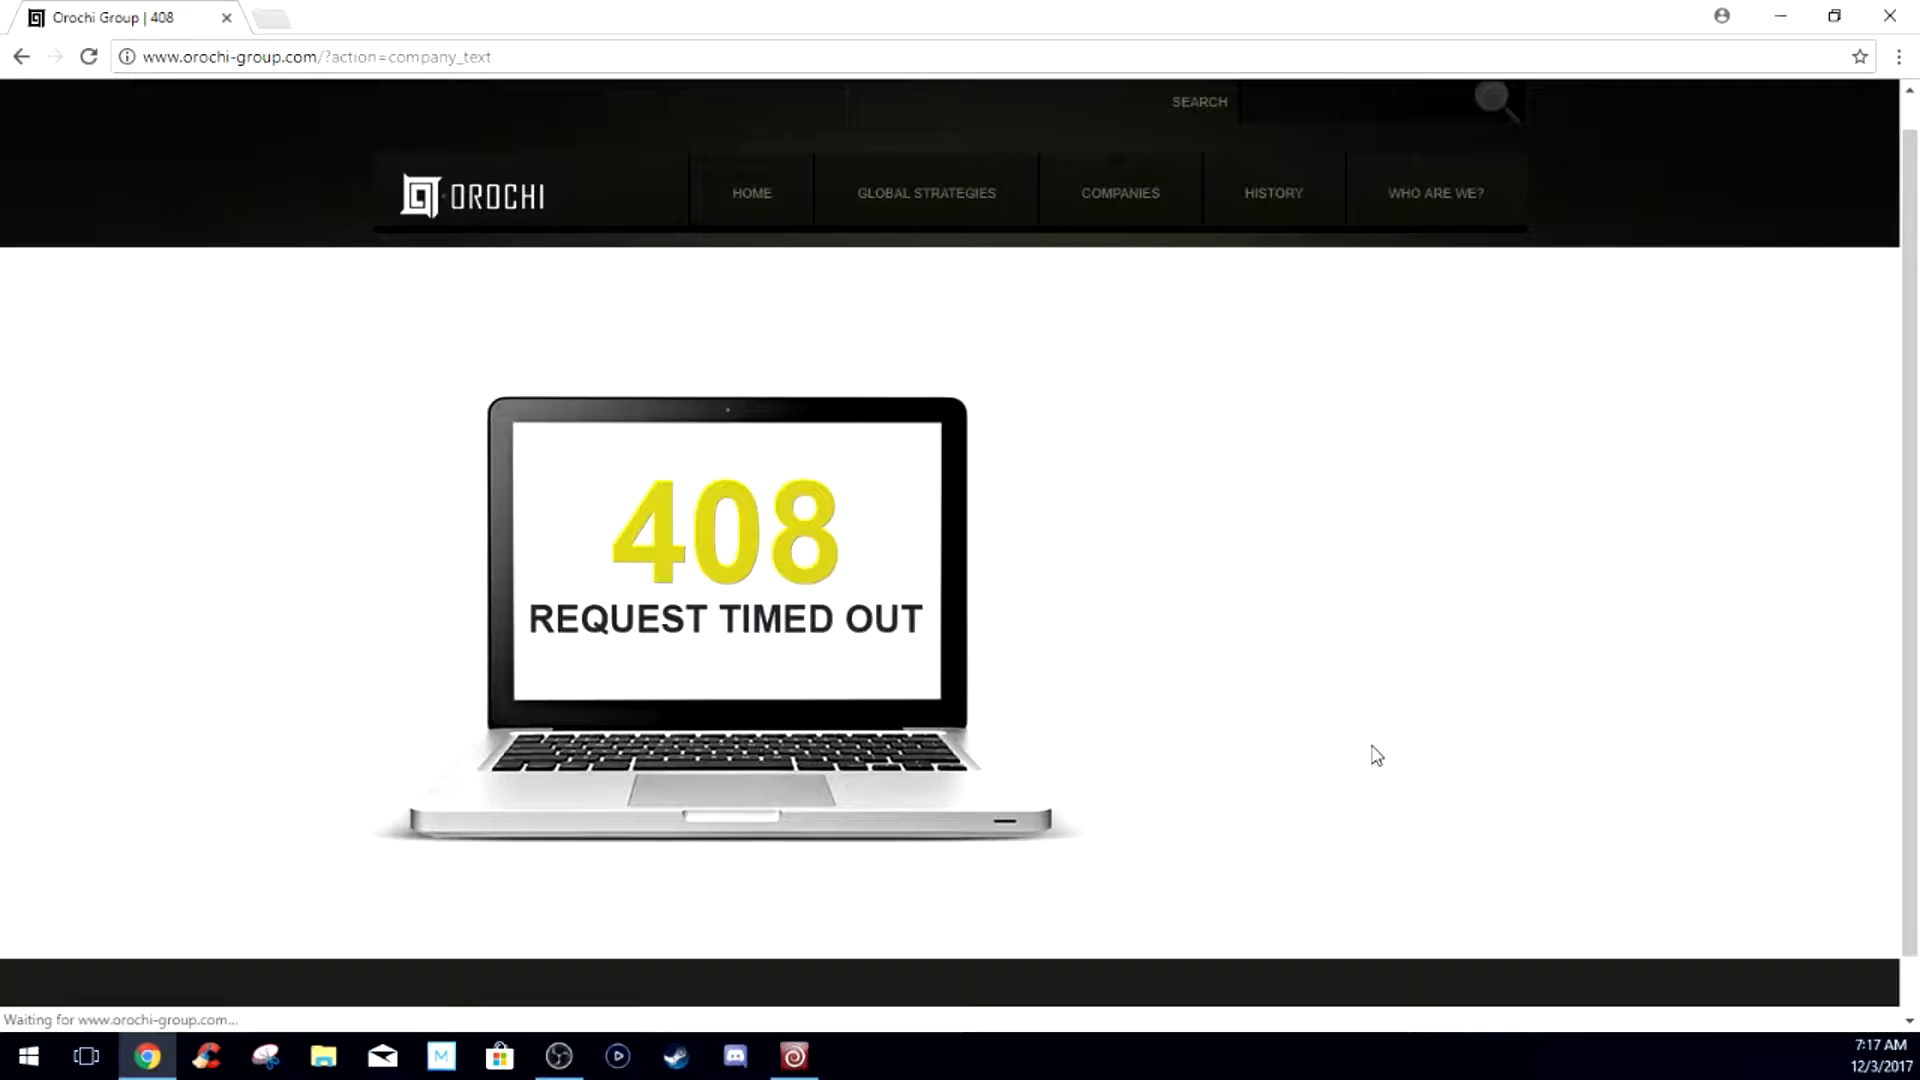 Orochi Group | 408
www.orochi-group.com/?action=company_text
SEARCH
OROCHI
HOME
GLOBAL STRATEGIES
COMPANIES
HISTORY
WHO ARE WE?
408
REQUEST TIMED OUT
Waiting for www.orochi-group.com...
M
7:17 AM
12/3/2017